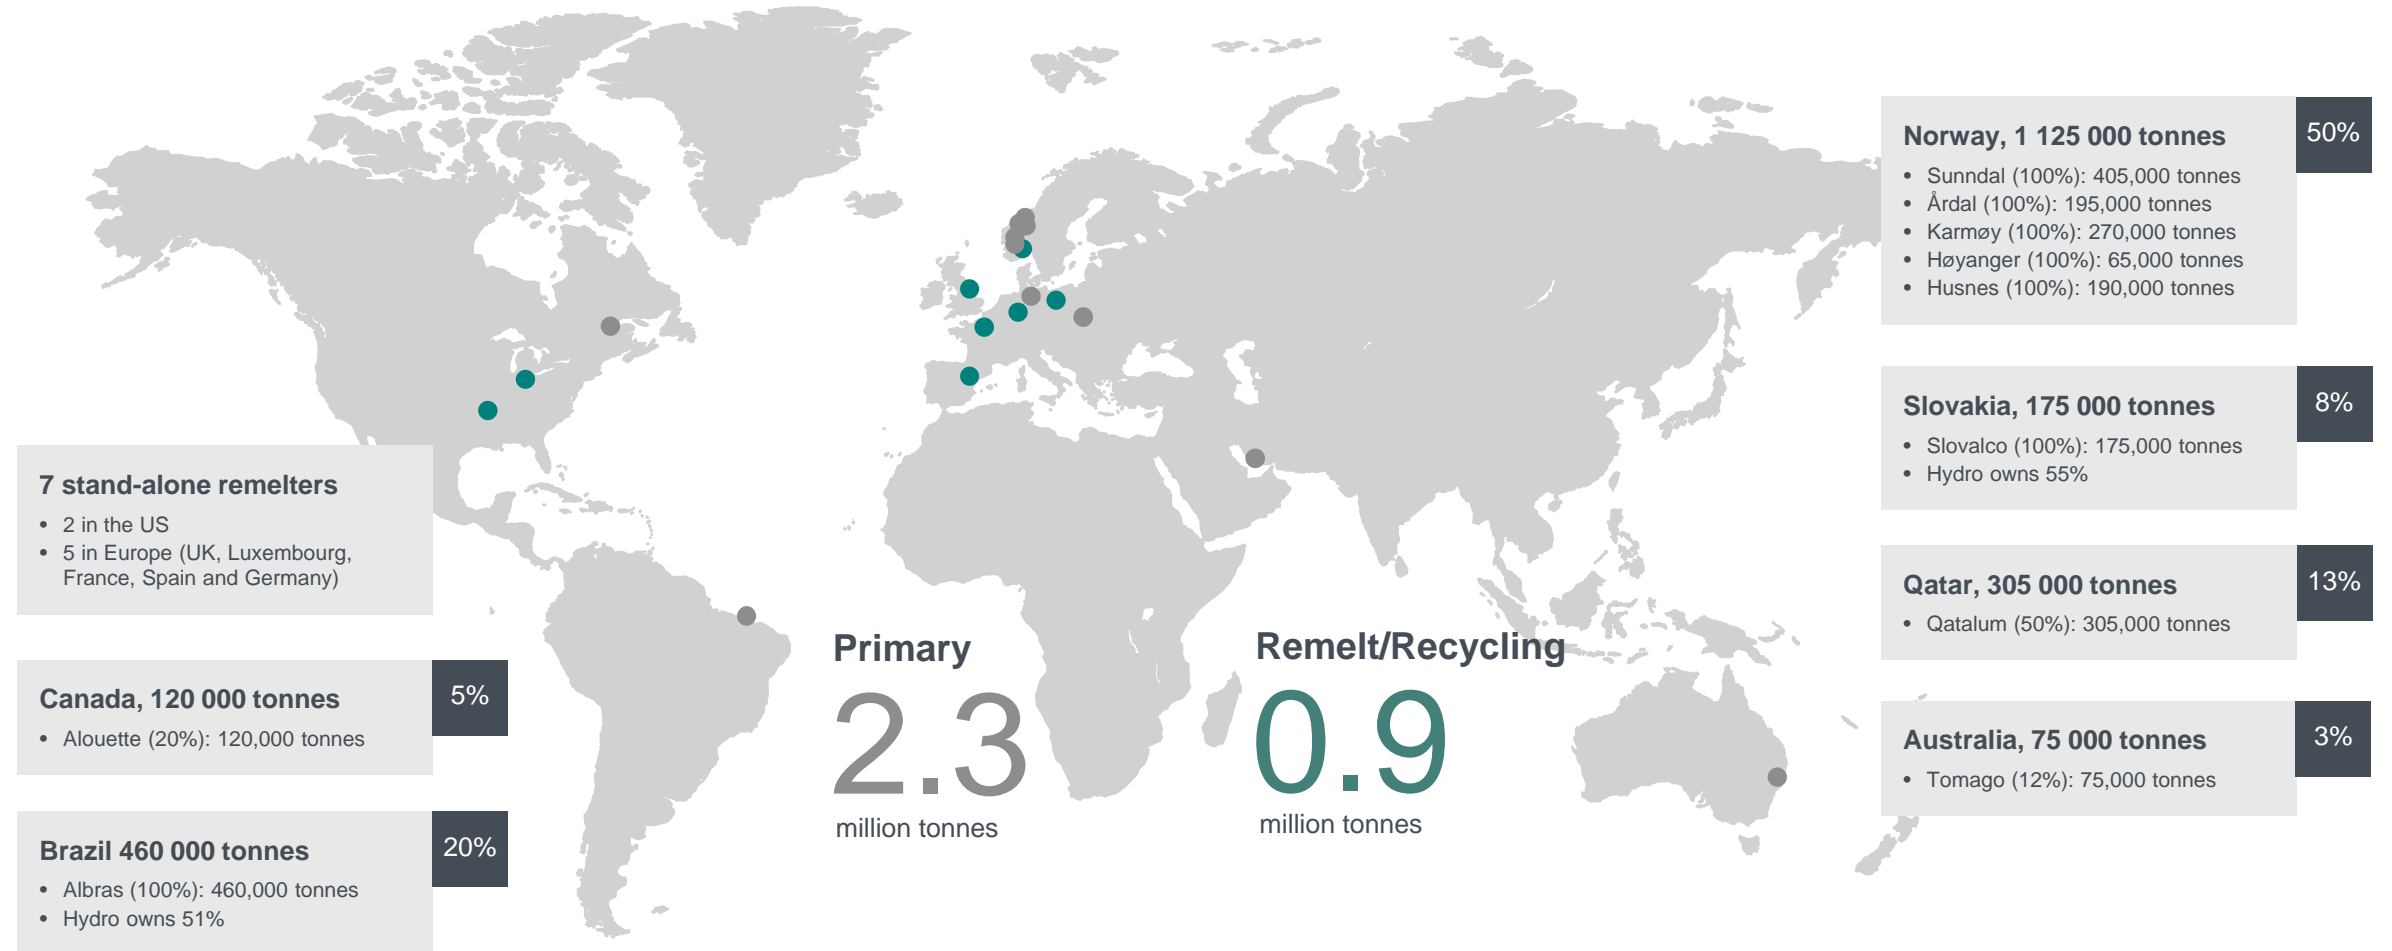 7 stand-alone remelters
• 2 in the US
• 5 in Europe (UK, Luxembourg,
France, Spain and Germany)
Canada, 120 000 tonnes
5%
• Alouette (20%): 120,000 tonnes
Brazil 460 000 tonnes
20%
• Albras (100%): 460,000 tonnes
• Hydro owns 51%
Primary
2.3
million tonnes
Remelt/Recycling
0.9
million tonnes
Norway, 1 125 000 tonnes
50%
• Sunndal (100%): 405,000 tonnes
• Årdal (100%): 195,000 tonnes
• Karmøy (100%): 270,000 tonnes
• Høyanger (100%): 65,000 tonnes
• Husnes (100%): 190,000 tonnes
Slovakia, 175 000 tonnes
8%
• Slovalco (100%): 175,000 tonnes
• Hydro owns 55%
Qatar, 305 000 tonnes
13%
• Qatalum (50%): 305,000 tonnes
Australia, 75 000 tonnes
3%
• Tomago (12%): 75,000 tonnes